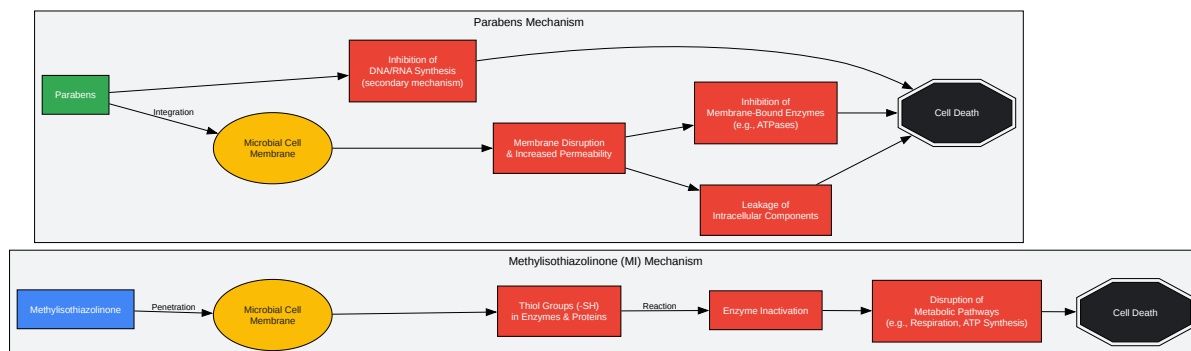 Parabens Mechanism
Inhibition of
DNA/RNA Synthesis
(secondary mechanism)
Parabens
Integration
Microbial Cell
Membrane
Membrane Disruption
& Increased Permeability
Inhibition of
Membrane-Bound Enzymes
(e.g., ATPases)
Leakage of
Intracellular Components
Cell Death
Methylisothiazolinone (MI) Mechanism
Methylisothiazolinone
Penetration
Microbial Cell
Membrane
Thiol Groups (-SH)
in Enzymes & Proteins
Reaction
Enzyme Inactivation
Disruption of
Metabolic Pathways
(e.g., Respiration, ATP Synthesis)
Cell Death